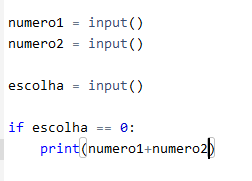 numero1 = input()
numero2 = input()
escolha = input()
if escolha == 0:
print(numero1+numero2)